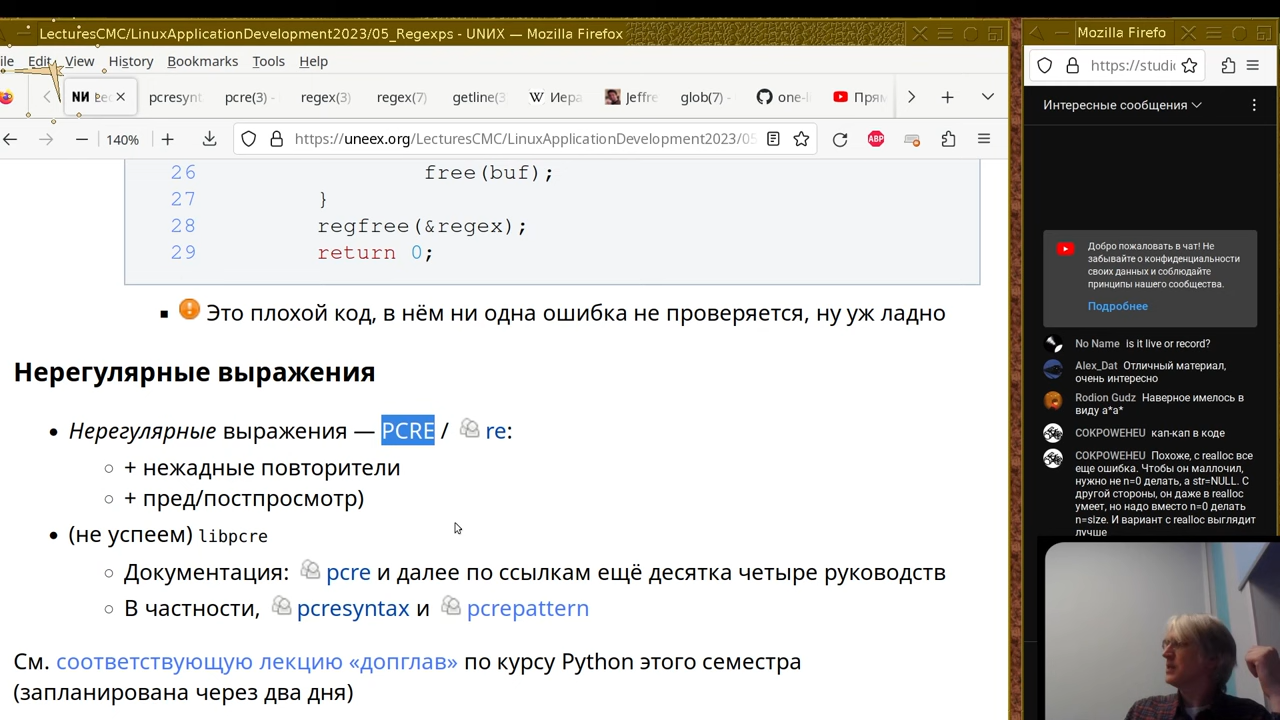 LecturesCMC/LinuxApplicationDevelopment2023/05_Regexps - UNИX — Mozilla Firefox
Mozilla Firefo
ile Edit View History Bookmarks Tools Help
https://studi
NИ Le pcresynt pcre(3) - regex(3) regex(7) getline(3 W Иера Jeffre glob(7) - one-l Прям
140% https://uneex.org/LecturesCMC/LinuxApplicationDevelopment2023/05
Интересные сообщения
26 free(buf);
27 }
28 regfree(&regex);
29 return 0;
Это плохой код, в нём ни одна ошибка не проверяется, ну уж ладно
Нерегулярные выражения
Нерегулярные выражения — PCRE / re:
+ нежадные повторители
+ пред/постпросмотр)
(не успеем) libpcre
Документация: pcre и далее по ссылкам ещё десятка четыре руководств
В частности, pcresyntax и pcrepattern
См. соответствующую лекцию «допглав» по курсу Python этого семестра
(запланирована через два дня)
Добро пожаловать в чат! Не
забывайте о конфиденциальности
своих данных и соблюдайте
принципы нашего сообщества.
Подробнее
No Name is it live or record?
Alex_Dat Отличный материал,
очень интересно
Rodion Gudz Наверное имелось в
виду a*a*
COKPOWEHEU кап-кап в коде
COKPOWEHEU Похоже, с realloc все
еще ошибка. Чтобы он маллочил,
нужно не n=0 делать, а str=NULL. С
другой стороны, он даже в realloc
умеет, но надо вместо n=0 делать
n=size. И вариант с realloc выглядит
лучше